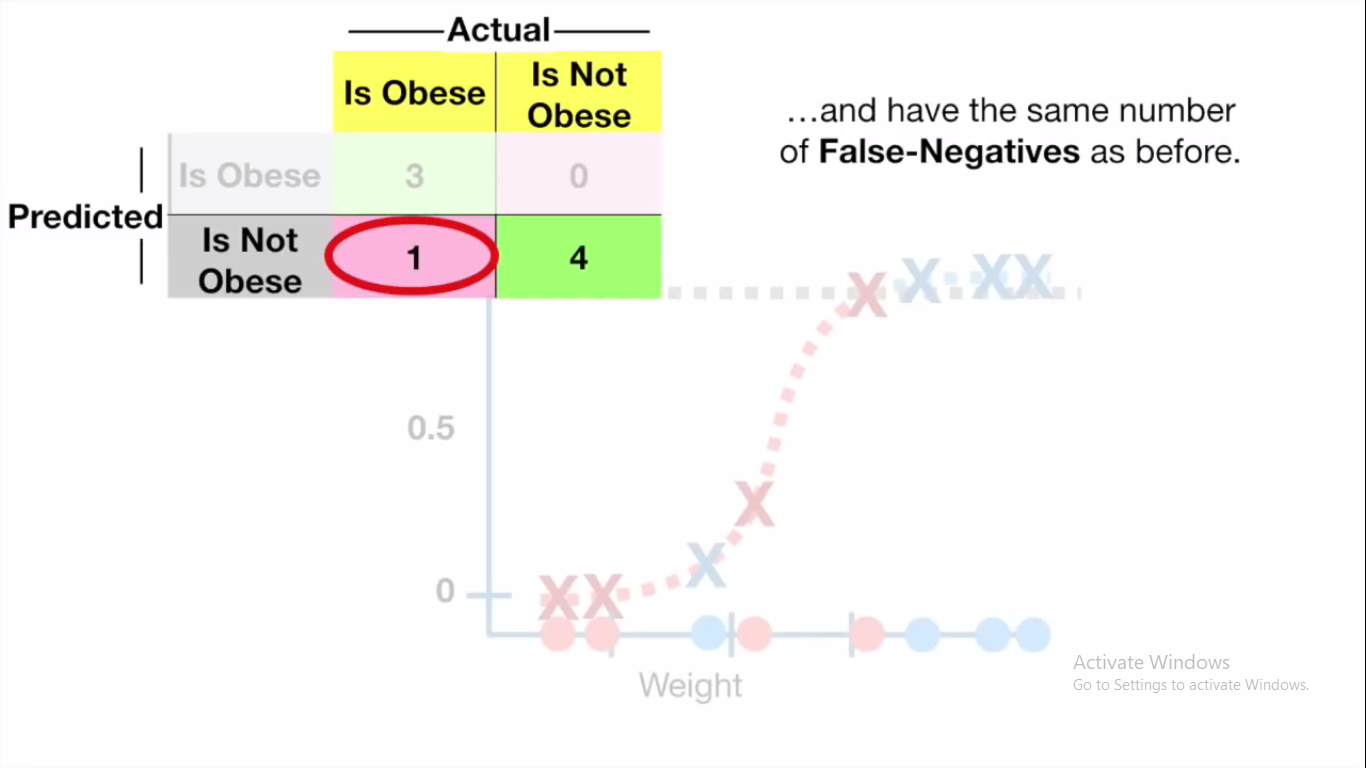 Actual
Is Obese
Is Not
Obese
…and have the same number
of False-Negatives as before.
Is Obese 3 0
Predicted
Is Not
Obese
1 4
X X X X
0.5
X
X
0 X X
Weight
Activate Windows
Go to Settings to activate Windows.